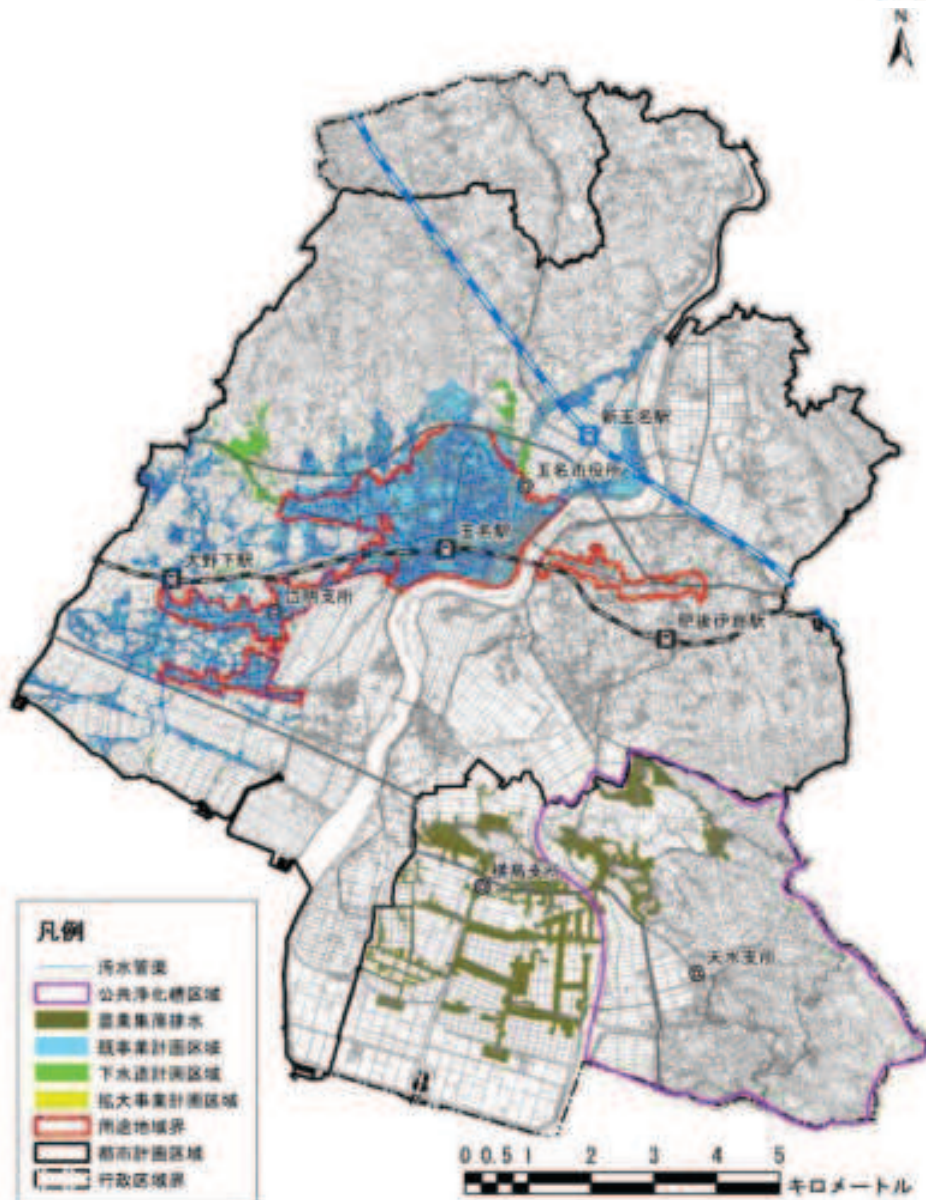 N
新玉名駅
玉名市役所
玉名駅
大野下駅
岱明支所
肥後伊倉駅
横島支所
天水支所
凡例
汚水管渠
公共浄化槽区域
農業集落排水
既事業計画区域
下水道計画区域
拡大事業計画区域
用途地域界
都市計画区域
行政区域界
0 0.5 1 2 3 4 5
キロメートル